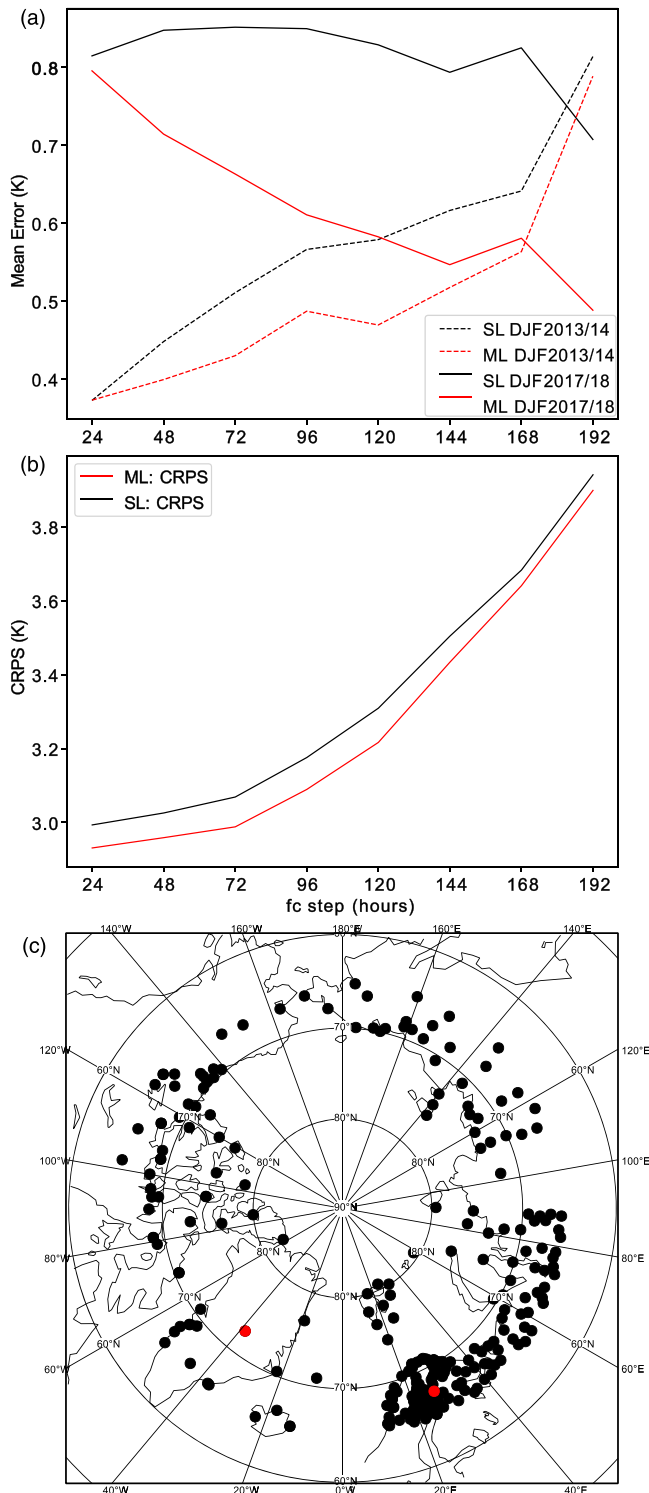 (a)
0.8
0.7
0.6
0.5
0.4
Mean Error (K)
SL DJF2013/14
ML DJF2013/14
SL DJF2017/18
ML DJF2017/18
24 48 72 96 120 144 168 192
(b)
ML: CRPS
SL: CRPS
3.8
3.6
3.4
3.2
3.0
CRPS (K)
24 48 72 96 120 144 168 192
fc step (hours)
(c)
140°W 160°W 180°E 160°E 140°E
120°W 60°N 70°N 60°N 120°E
70°N 80°N 70°N
100°W 80°N 80°N 100°E
90°N
80°W 80°N 80°N 80°E
70°N 80°N 70°N
60°W 60°N 70°N 60°N 60°E
60°N
40°W 20°W 0°E 20°E 40°E